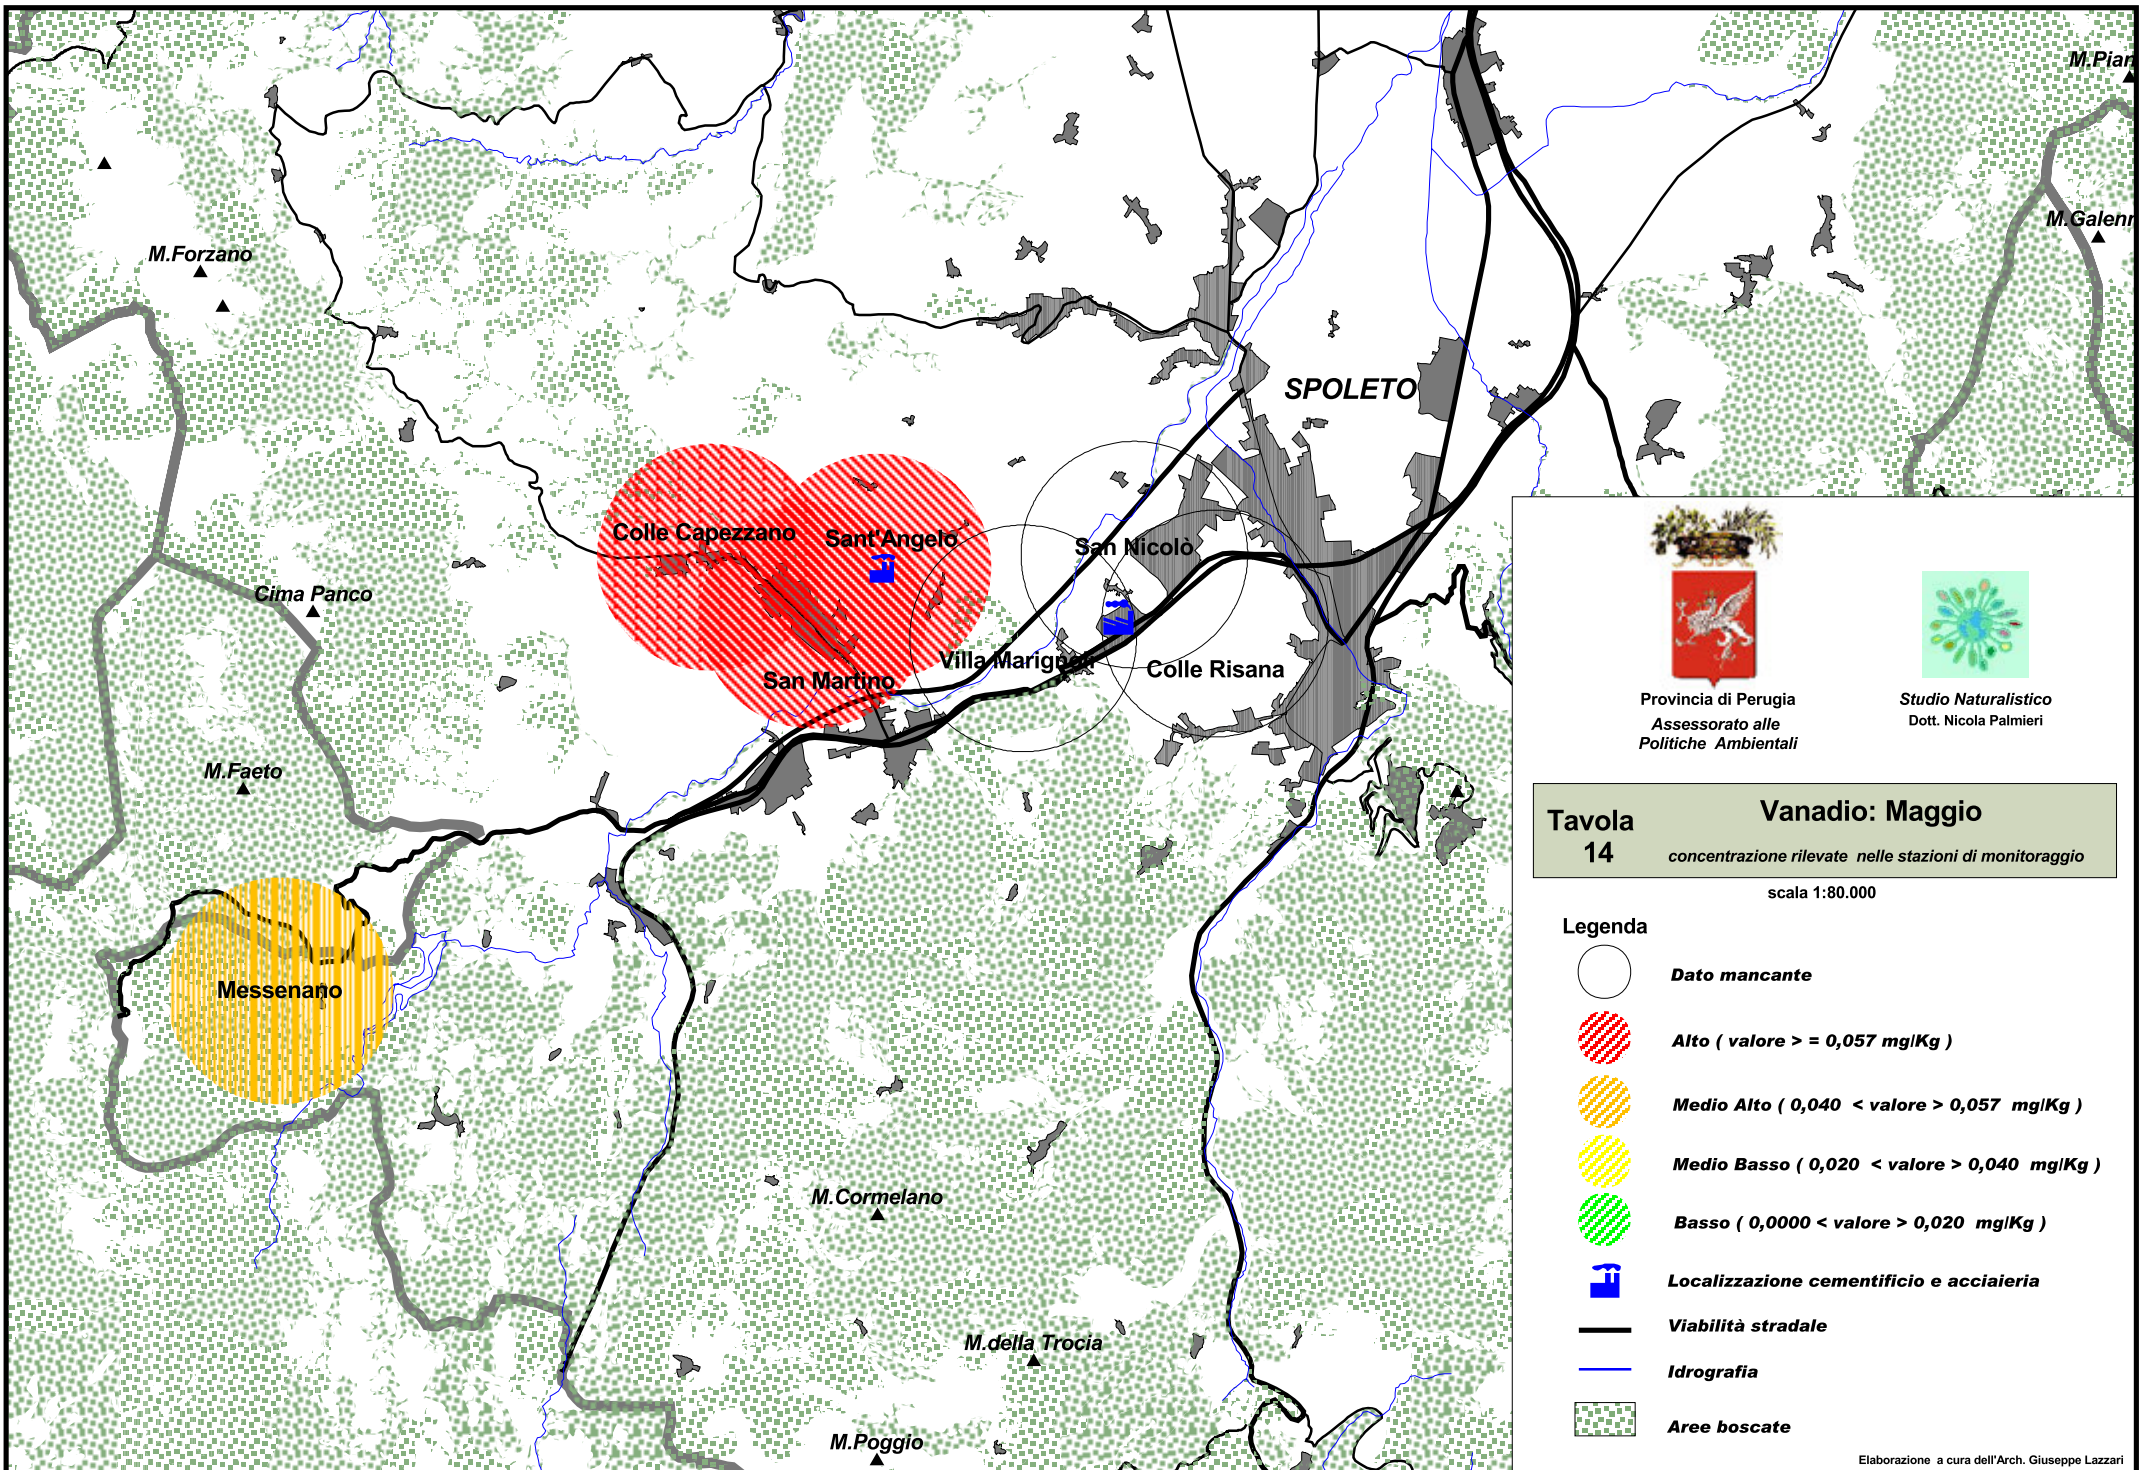 M.Pian
M.Galenn
M.Forzano
SPOLETO
Colle Capezzano
Sant'Angelo
San Nicolò
Cima Panco
Villa Marignoli
Colle Risana
San Martino
M.Faeto
Messenano
M.Cormelano
M.della Trocia
M.Poggio
Provincia di Perugia
Assessorato alle
Politiche Ambientali
Studio Naturalistico
Dott. Nicola Palmieri
Tavola
14
Vanadio: Maggio
concentrazione rilevate nelle stazioni di monitoraggio
scala 1:80.000
Legenda
Dato mancante
Alto ( valore > = 0,057 mg/Kg )
Medio Alto ( 0,040 < valore > 0,057 mg/Kg )
Medio Basso ( 0,020 < valore > 0,040 mg/Kg )
Basso ( 0,0000 < valore > 0,020 mg/Kg )
Localizzazione cementificio e acciaieria
Viabilità stradale
Idrografia
Aree boscate
Elaborazione a cura dell'Arch. Giuseppe Lazzari